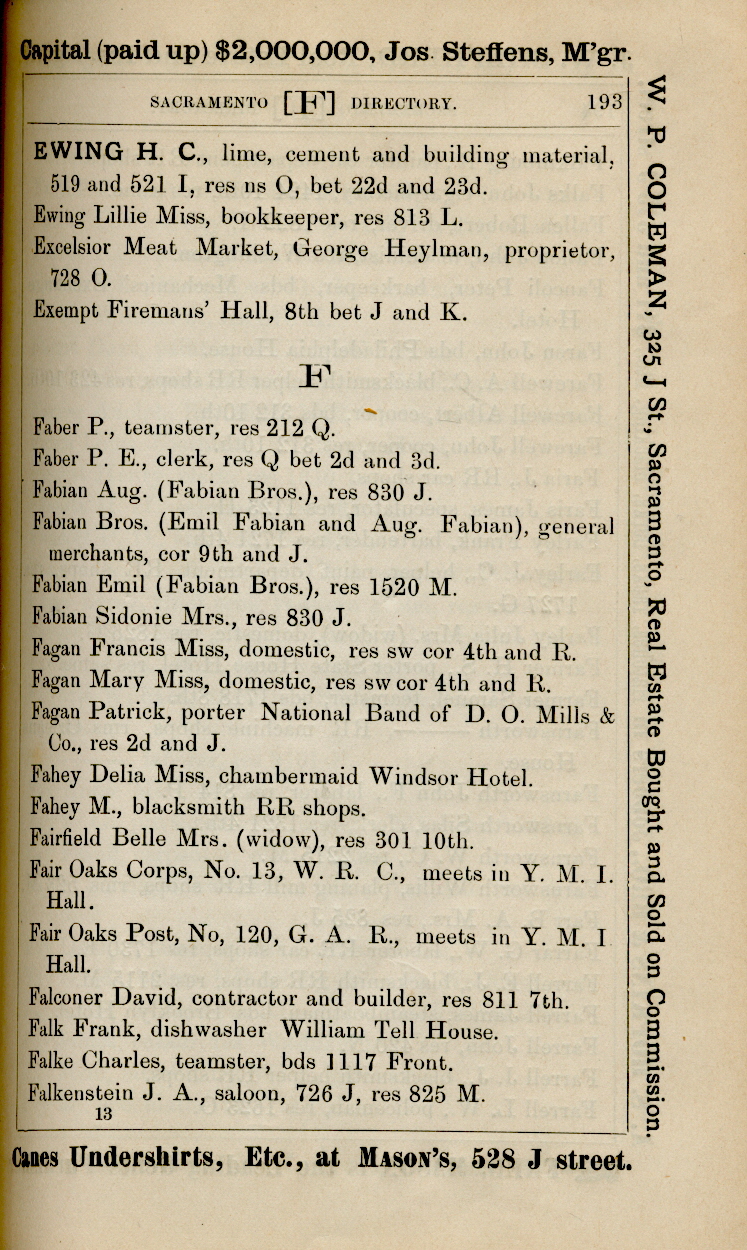 Capital (paid up) $2,000,000, Jos. Steffens, M'gr.
SACRAMENTO [F] DIRECTORY. 193
EWING H. C., lime, cement and building material,
519 and 521 I, res ns O, bet 22d and 23d.
Ewing Lillie Miss, bookkeeper, res 813 L.
Excelsior Meat Market, George Heylman, proprietor,
728 O.
Exempt Firemans' Hall, 8th bet J and K.
F
Faber P., teamster, res 212 Q.
Faber P. E., clerk, res Q bet 2d and 3d.
Fabian Aug. (Fabian Bros.), res 830 J.
Fabian Bros. (Emil Fabian and Aug. Fabian), general
merchants, cor 9th and J.
Fabian Emil (Fabian Bros.), res 1520 M.
Fabian Sidonie Mrs., res 830 J.
Fagan Francis Miss, domestic, res sw cor 4th and R.
Fagan Mary Miss, domestic, res sw cor 4th and R.
Fagan Patrick, porter National Band of D. O. Mills &
Co., res 2d and J.
Fahey Delia Miss, chambermaid Windsor Hotel.
Fahey M., blacksmith RR shops.
Fairfield Belle Mrs. (widow), res 301 10th.
Fair Oaks Corps, No. 13, W. R. C., meets in Y. M. I.
Hall.
Fair Oaks Post, No, 120, G. A. R., meets in Y. M. I
Hall.
Falconer David, contractor and builder, res 811 7th.
Falk Frank, dishwasher William Tell House.
Falke Charles, teamster, bds 1117 Front.
Falkenstein J. A., saloon, 726 J, res 825 M.
13
Canes Undershirts, Etc., at MASON'S, 528 J street.
W. P. COLEMAN, 325 J St., Sacramento, Real Estate Bought and Sold on Commission.